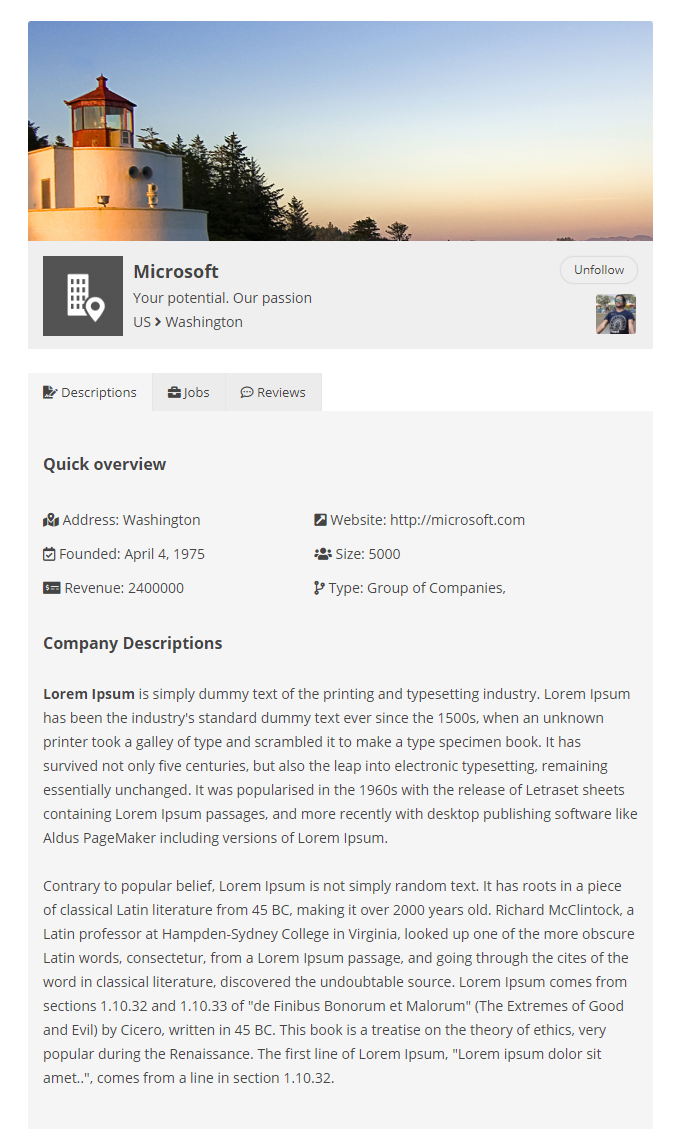 Microsoft
Unfollow
Your potential. Our passion
US Washington
Descriptions Jobs Reviews
Quick overview
Address: Washington Website: http://microsoft.com
Founded: April 4, 1975 Size: 5000
Revenue: 2400000 Type: Group of Companies,
Company Descriptions
Lorem Ipsum is simply dummy text of the printing and typesetting industry. Lorem Ipsum
has been the industry's standard dummy text ever since the 1500s, when an unknown
printer took a galley of type and scrambled it to make a type specimen book. It has
survived not only five centuries, but also the leap into electronic typesetting, remaining
essentially unchanged. It was popularised in the 1960s with the release of Letraset sheets
containing Lorem Ipsum passages, and more recently with desktop publishing software like
Aldus PageMaker including versions of Lorem Ipsum.
Contrary to popular belief, Lorem Ipsum is not simply random text. It has roots in a piece
of classical Latin literature from 45 BC, making it over 2000 years old. Richard McClintock, a
Latin professor at Hampden-Sydney College in Virginia, looked up one of the more obscure
Latin words, consectetur, from a Lorem Ipsum passage, and going through the cites of the
word in classical literature, discovered the undoubtable source. Lorem Ipsum comes from
sections 1.10.32 and 1.10.33 of "de Finibus Bonorum et Malorum" (The Extremes of Good
and Evil) by Cicero, written in 45 BC. This book is a treatise on the theory of ethics, very
popular during the Renaissance. The first line of Lorem Ipsum, "Lorem ipsum dolor sit
amet..", comes from a line in section 1.10.32.